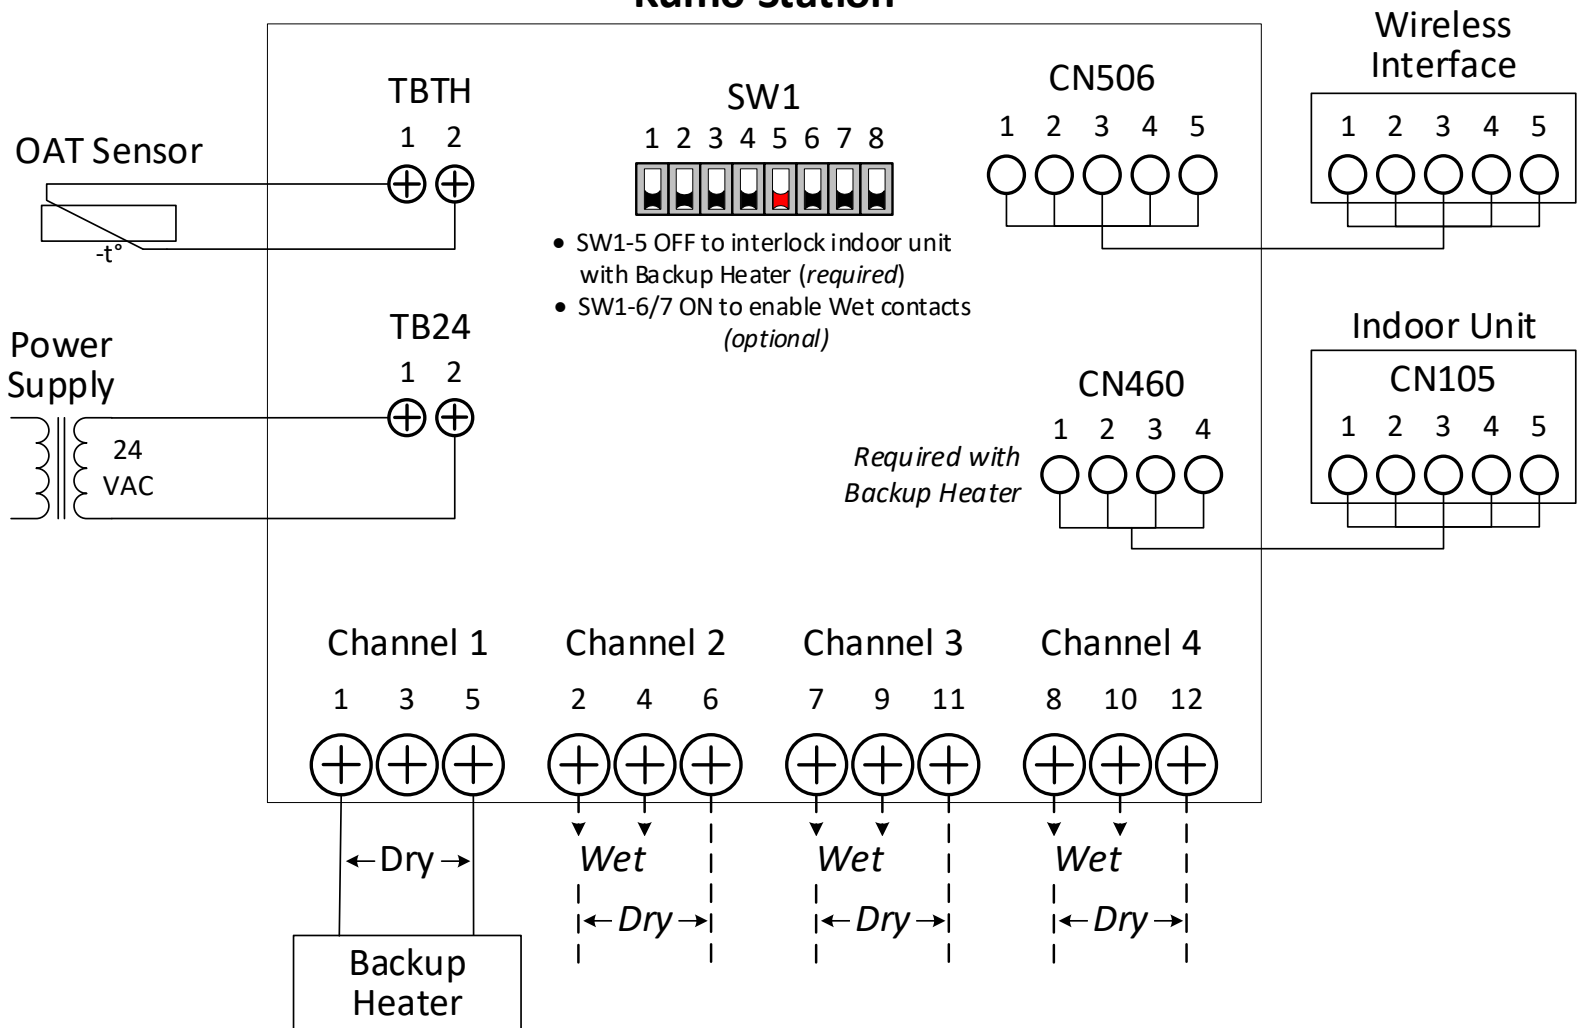 Kumo Station
Wireless
Interface
TBTH
1 2
SW1
1 2 3 4 5 6 7 8
CN506
1 2 3 4 5
1 2 3 4 5
OAT Sensor
-t°
• SW1-5 OFF to interlock indoor unit
with Backup Heater (required)
• SW1-6/7 ON to enable Wet contacts
(optional)
Power
Supply
24
VAC
TB24
1 2
Indoor Unit
CN105
1 2 3 4 5
CN460
1 2 3 4
Required with
Backup Heater
Channel 1
Channel 2
Channel 3
Channel 4
1 3 5
2 4 6
7 9 11
8 10 12
Dry
Wet
Wet
Wet
Dry
Dry
Dry
Backup
Heater